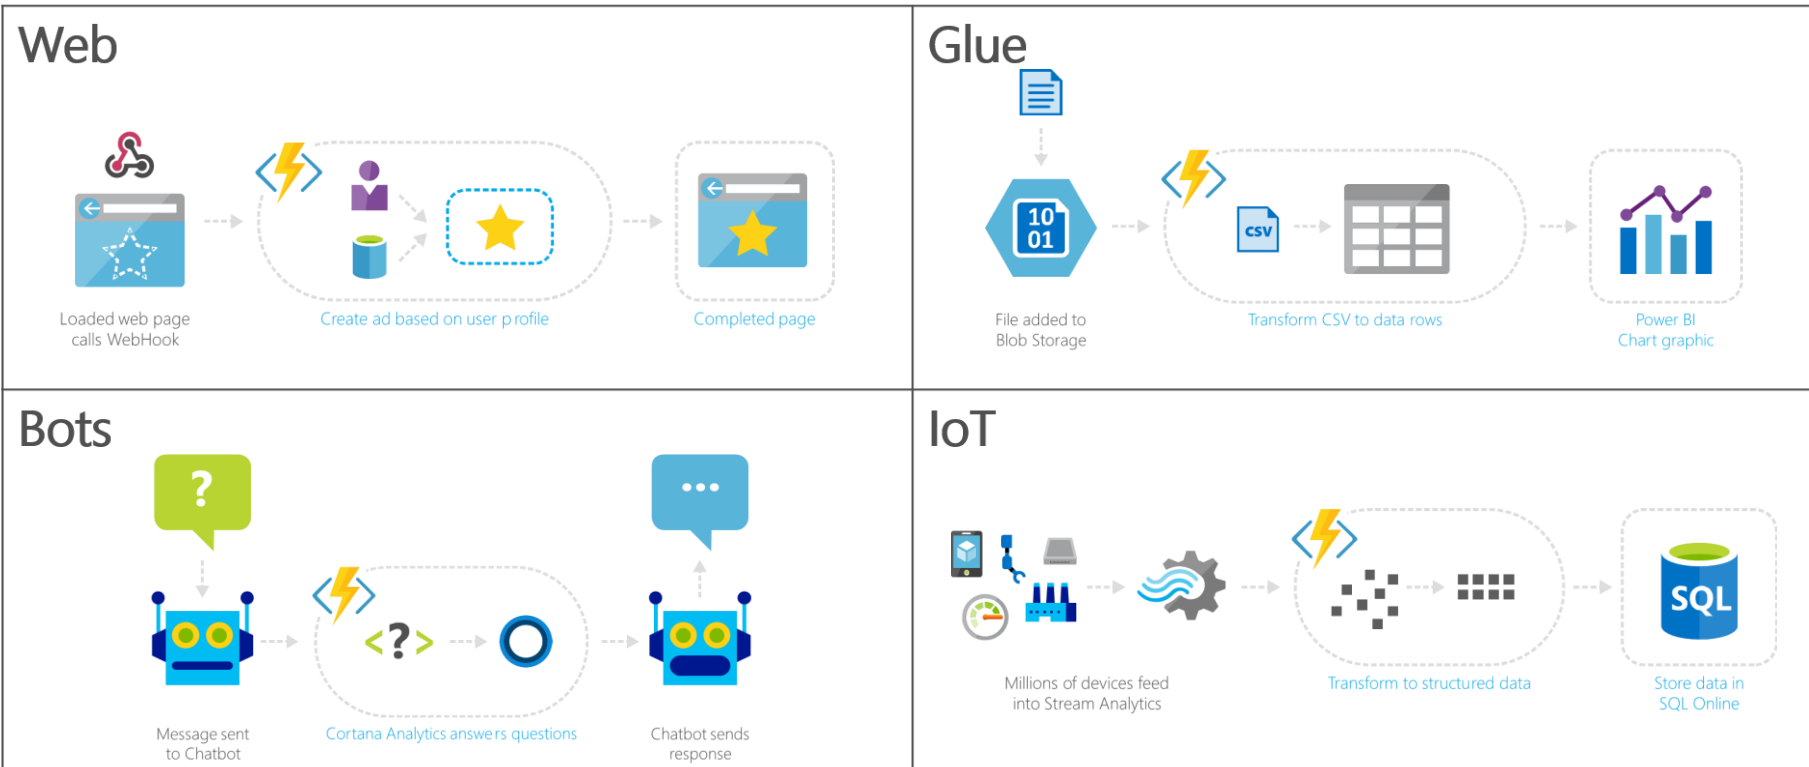 Web
Loaded web page
calls WebHook
Create ad based on user profile
Completed page
Glue
10
01
CSV
File added to
Blob Storage
Transform CSV to data rows
Power BI
Chart graphic
Bots
?
...
<?>
Message sent
to Chatbot
Cortana Analytics answers questions
Chatbot sends
response
IoT
SQL
Millions of devices feed
into Stream Analytics
Transform to structured data
Store data in
SQL Online